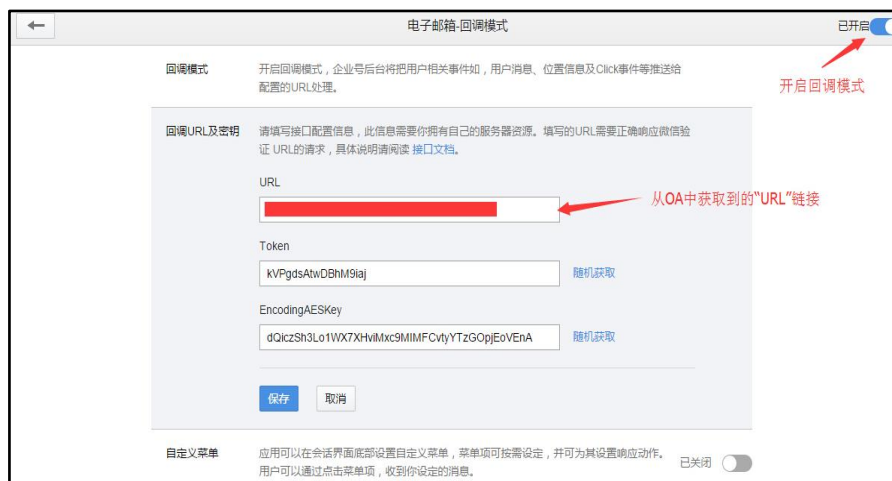 电子邮箱-回调模式
已开启
开启回调模式
回调模式
开启回调模式，企业号后台将把用户相关事件如，用户消息、位置信息及Click事件等推送给
配置的URL处理。
回调URL及密钥
请填写接口配置信息，此信息需要你拥有自己的服务器资源。填写的URL需要正确响应微信验
证 URL的请求，具体说明请阅读 接口文档。
URL
从OA中获取到的“URL”链接
Token
kVPgdsAtwDBhM9iaj 随机获取
EncodingAESKey
dQiczSh3Lo1WX7XHviMxc9MIMFCvtyYTzGOpjEoVEnA 随机获取
保存 取消
自定义菜单
应用可以在会话界面底部设置自定义菜单，菜单项可按需设定，并可为其设置响应动作。
用户可以通过点击菜单项，收到你设定的消息。
已关闭